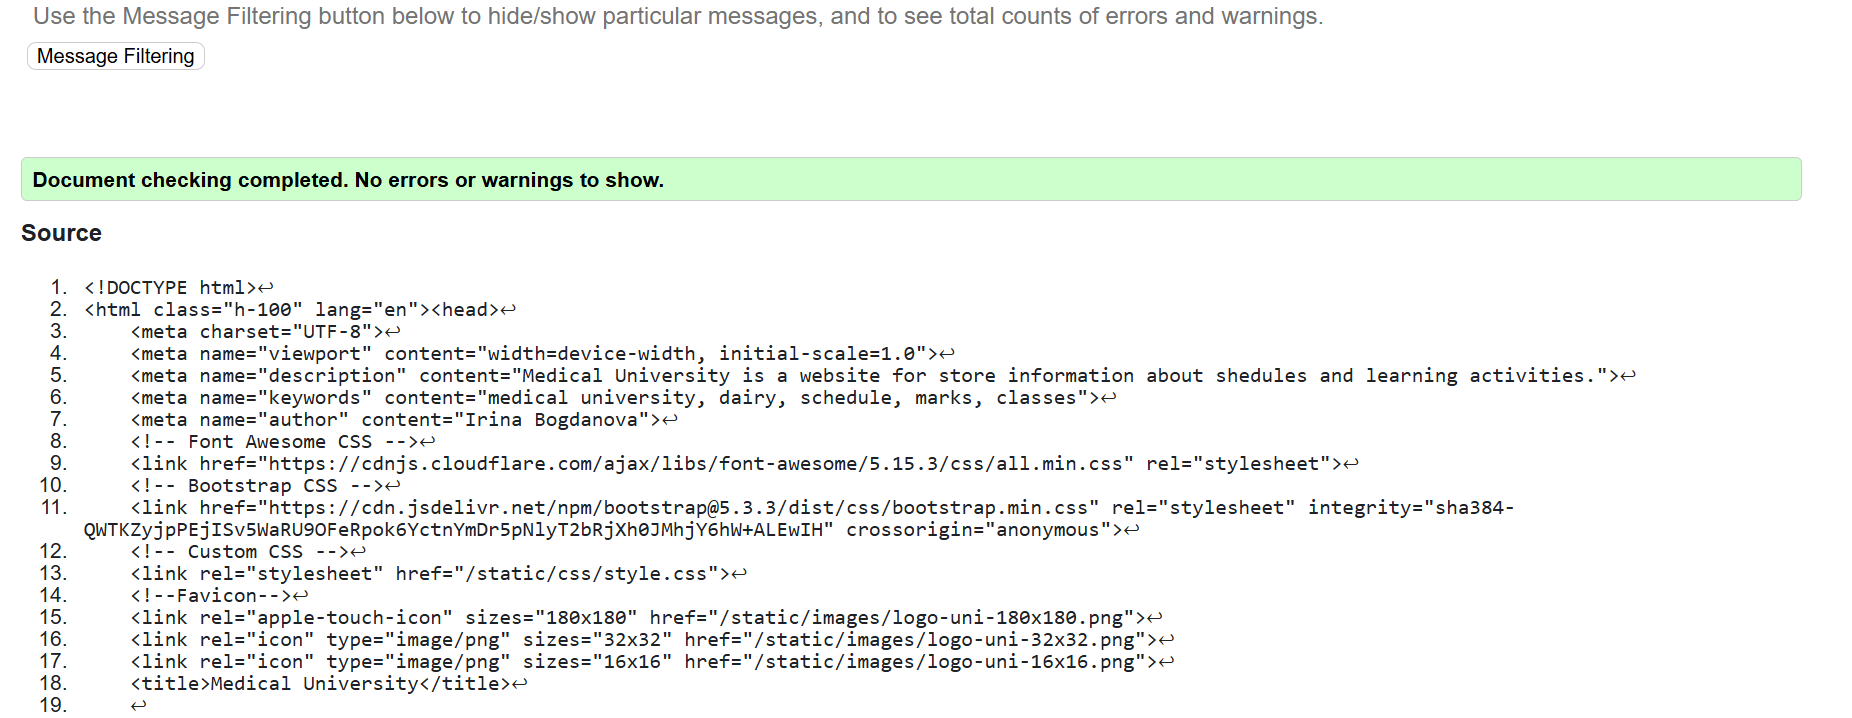 Use the Message Filtering button below to hide/show particular messages, and to see total counts of errors and warnings.
Message Filtering
Document checking completed. No errors or warnings to show.
Source
1. <!DOCTYPE html>↩
2. <html class="h-100" lang="en"><head>↩
3. <meta charset="UTF-8">↩
4. <meta name="viewport" content="width=device-width, initial-scale=1.0">↩
5. <meta name="description" content="Medical University is a website for store information about shedules and learning activities.">↩
6. <meta name="keywords" content="medical university, dairy, schedule, marks, classes">↩
7. <meta name="author" content="Irina Bogdanova">↩
8. <!-- Font Awesome CSS -->↩
9. <link href="https://cdnjs.cloudflare.com/ajax/libs/font-awesome/5.15.3/css/all.min.css" rel="stylesheet">↩
10. <!-- Bootstrap CSS -->↩
11. <link href="https://cdn.jsdelivr.net/npm/bootstrap@5.3.3/dist/css/bootstrap.min.css" rel="stylesheet" integrity="sha384-
QWTKZyjpPEjISv5WaRU9OFeRpok6YctnYmDr5pNlyT2bRjXh0JMhjY6hW+ALEwIH" crossorigin="anonymous">↩
12. <!-- Custom CSS -->↩
13. <link rel="stylesheet" href="/static/css/style.css">↩
14. <!--Favicon-->↩
15. <link rel="apple-touch-icon" sizes="180x180" href="/static/images/logo-uni-180x180.png">↩
16. <link rel="icon" type="image/png" sizes="32x32" href="/static/images/logo-uni-32x32.png">↩
17. <link rel="icon" type="image/png" sizes="16x16" href="/static/images/logo-uni-16x16.png">↩
18. <title>Medical University</title>↩
19. ↩